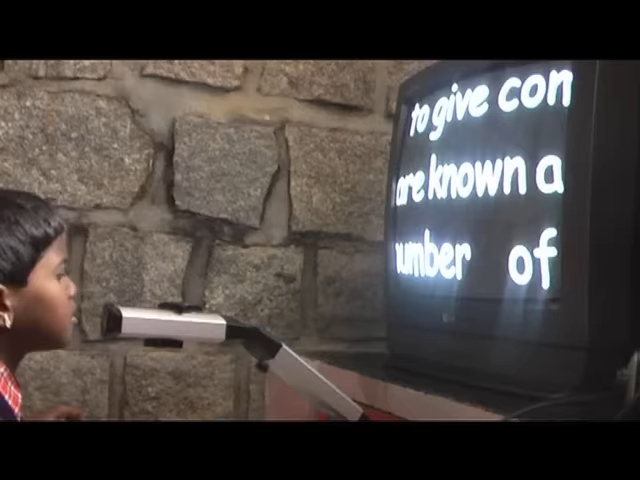 to give con
are known a
umber of